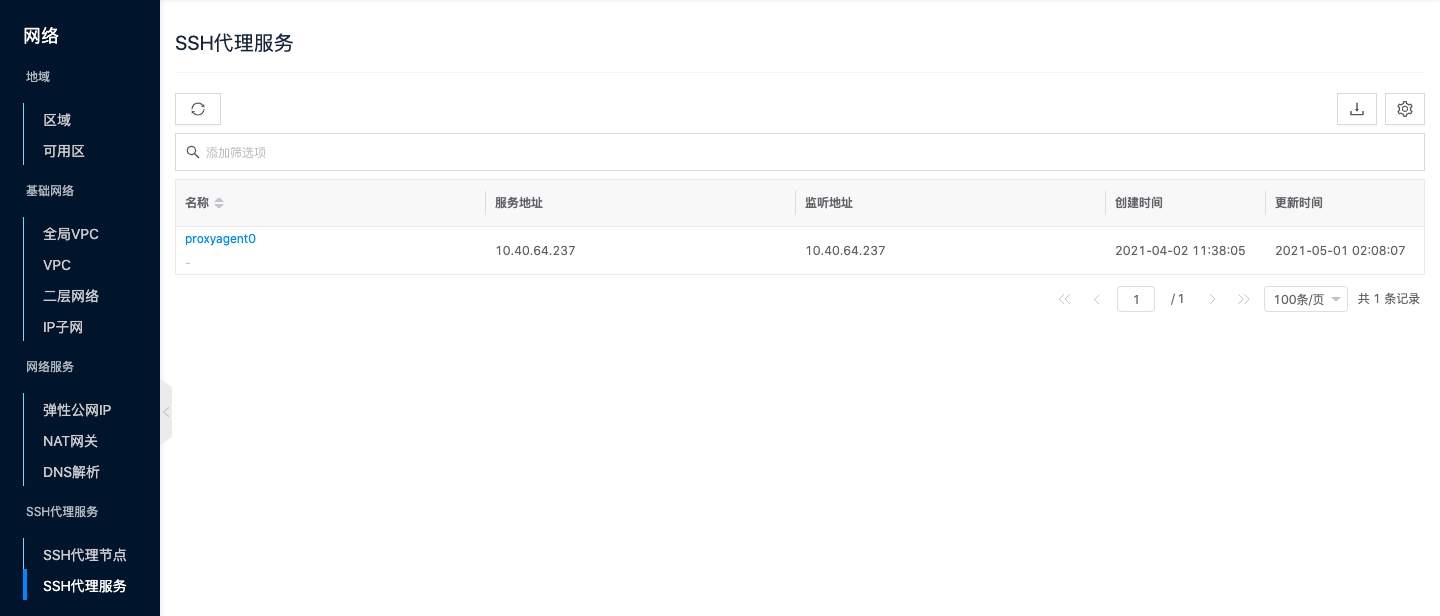 网络
地域
区域
可用区
基础网络
全局VPC
VPC
二层网络
IP子网
网络服务
弹性公网IP
NAT网关
DNS解析
SSH代理服务
SSH代理节点
SSH代理服务
SSH代理服务
添加筛选项
名称 服务地址 监听地址 创建时间 更新时间
proxyagent0 10.40.64.237 10.40.64.237 2021-04-02 11:38:05 2021-05-01 02:08:07
-
1 / 1 100条/页 共 1 条记录